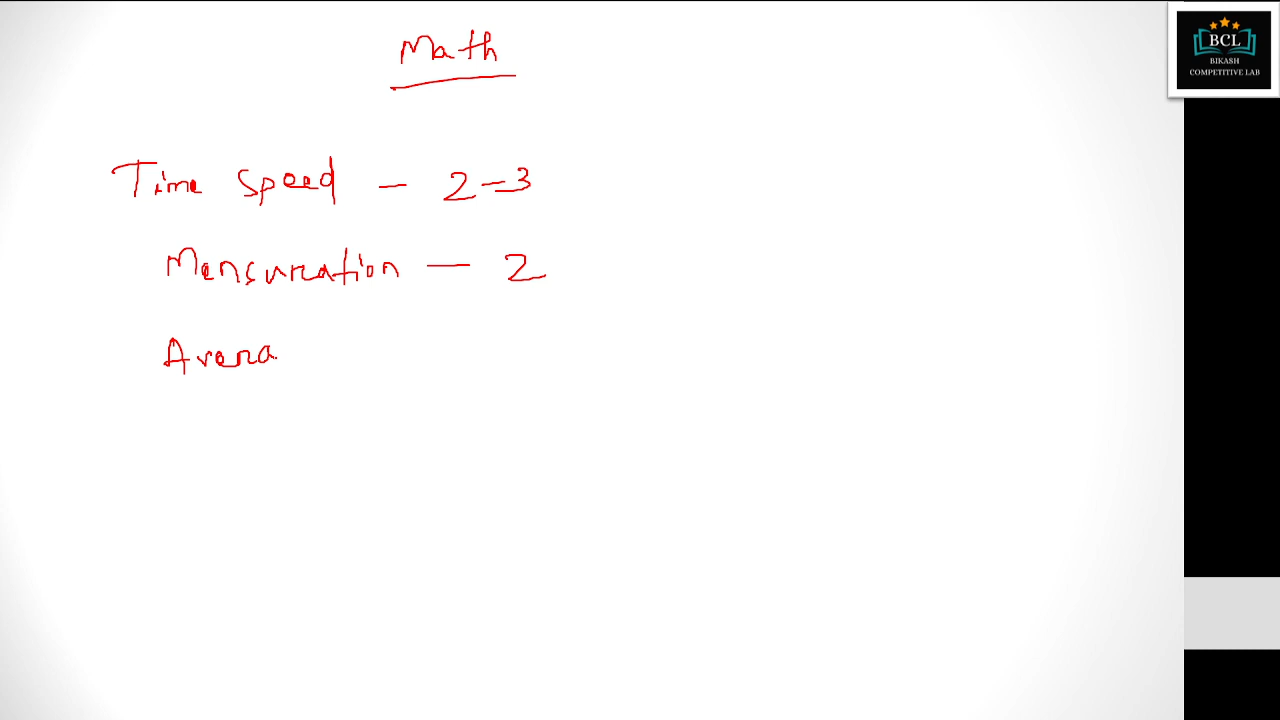 Math
BCL
BIKASH
COMPETITIVE LAB
Time speed - 2-3
Mensuration - 2
Avera